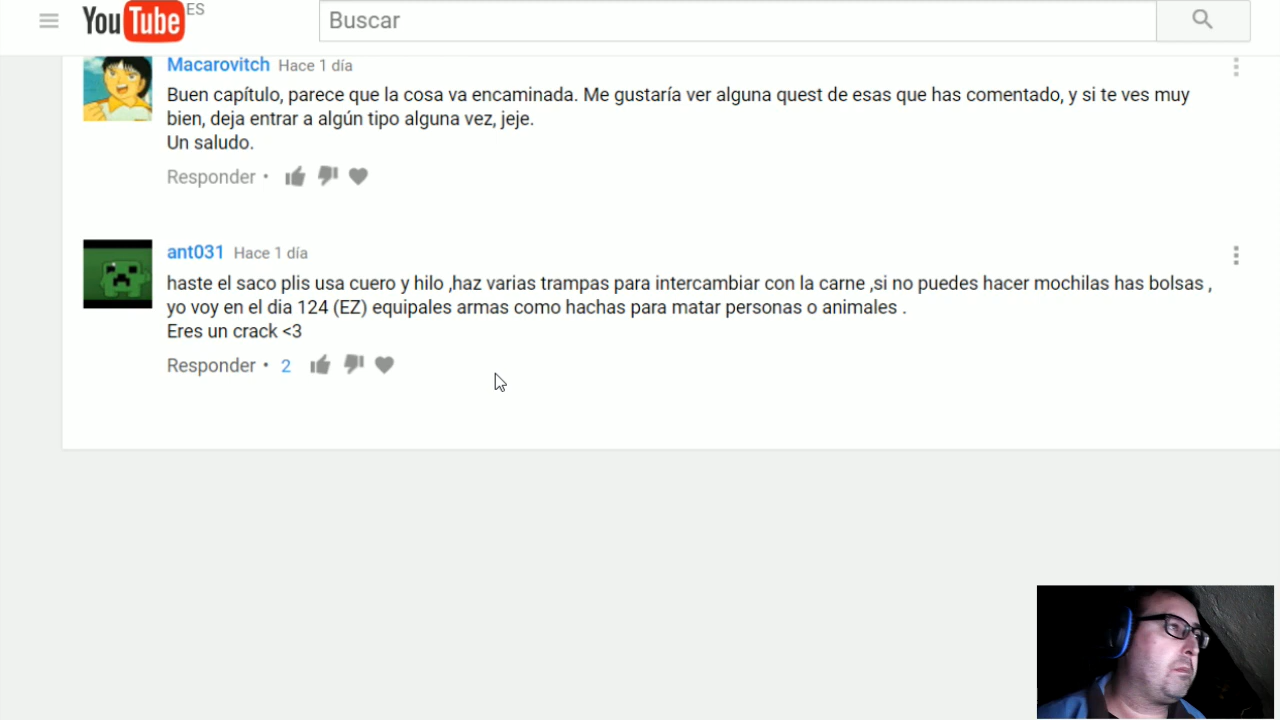 YouTube ES
Buscar
Macarovitch Hace 1 día
Buen capítulo, parece que la cosa va encaminada. Me gustaría ver alguna quest de esas que has comentado, y si te ves muy
bien, deja entrar a algún tipo alguna vez, jeje.
Un saludo.
Responder •
ant031 Hace 1 día
haste el saco plis usa cuero y hilo ,haz varias trampas para intercambiar con la carne ,si no puedes hacer mochilas has bolsas ,
yo voy en el dia 124 (EZ) equipales armas como hachas para matar personas o animales .
Eres un crack <3
Responder • 2